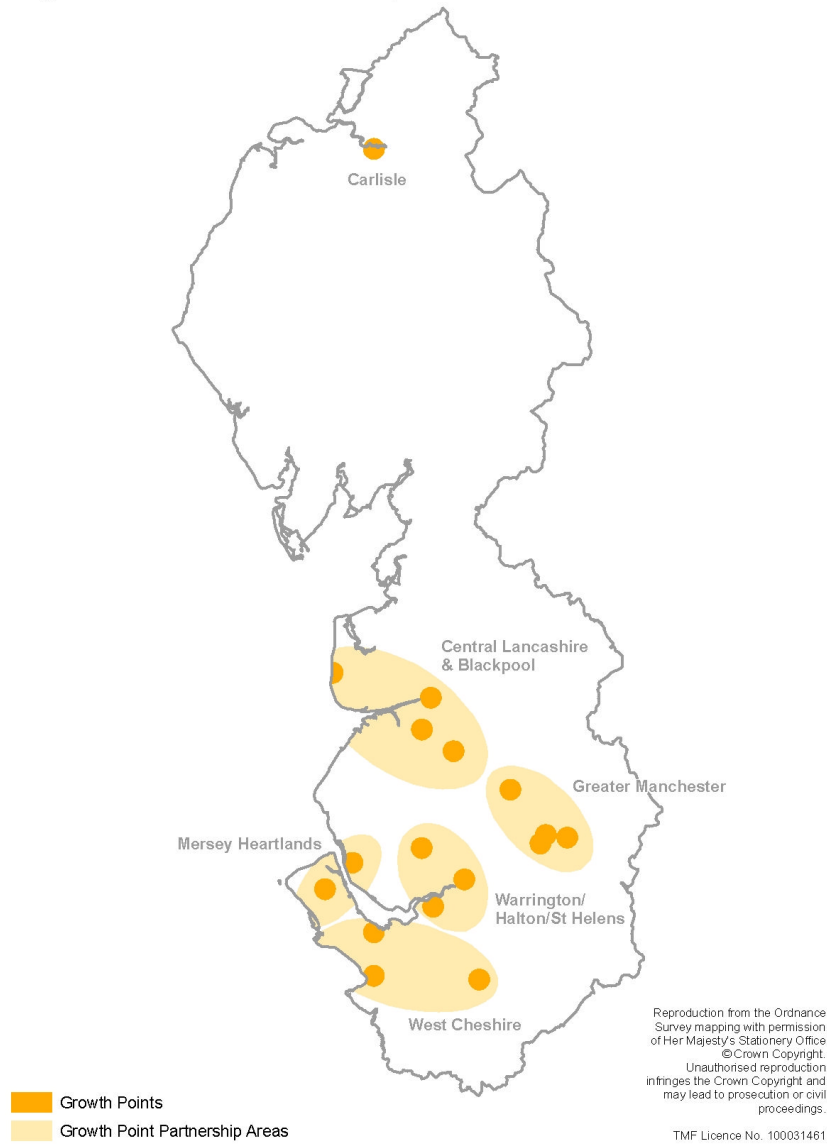 Carlisle
Central Lancashire
& Blackpool
Greater Manchester
Mersey Heartlands
Warrington/
Halton/St Helens
West Cheshire
Reproduction from the Ordnance
Survey mapping with permission
of Her Majesty's Stationery Office
©Crown Copyright.
Unauthorised reproduction
infringes the Crown Copyright and
may lead to prosecution or civil
proceedings.
TMF Licence No. 100031461
Growth Points
Growth Point Partnership Areas